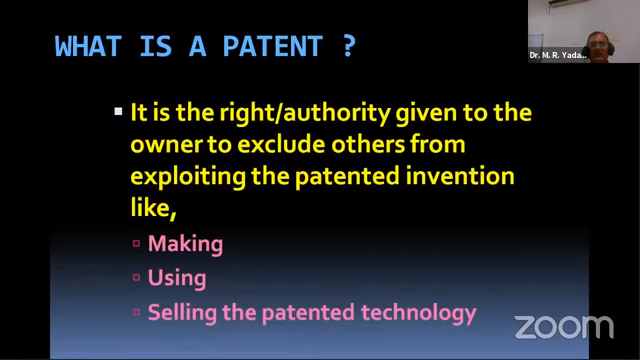 WHAT IS A PATENT ?
Dr. M. R. Yada...
It is the right/authority given to the
owner to exclude others from
exploiting the patented invention
like,
Making
Using
Selling the patented technology
zoom